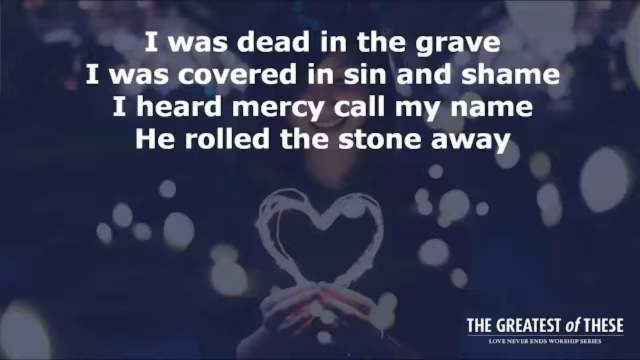 I was dead in the grave
I was covered in sin and shame
I heard mercy call my name
He rolled the stone away
THE GREATEST of THESE
LOVE NEVER ENDS WORSHIP SERIES